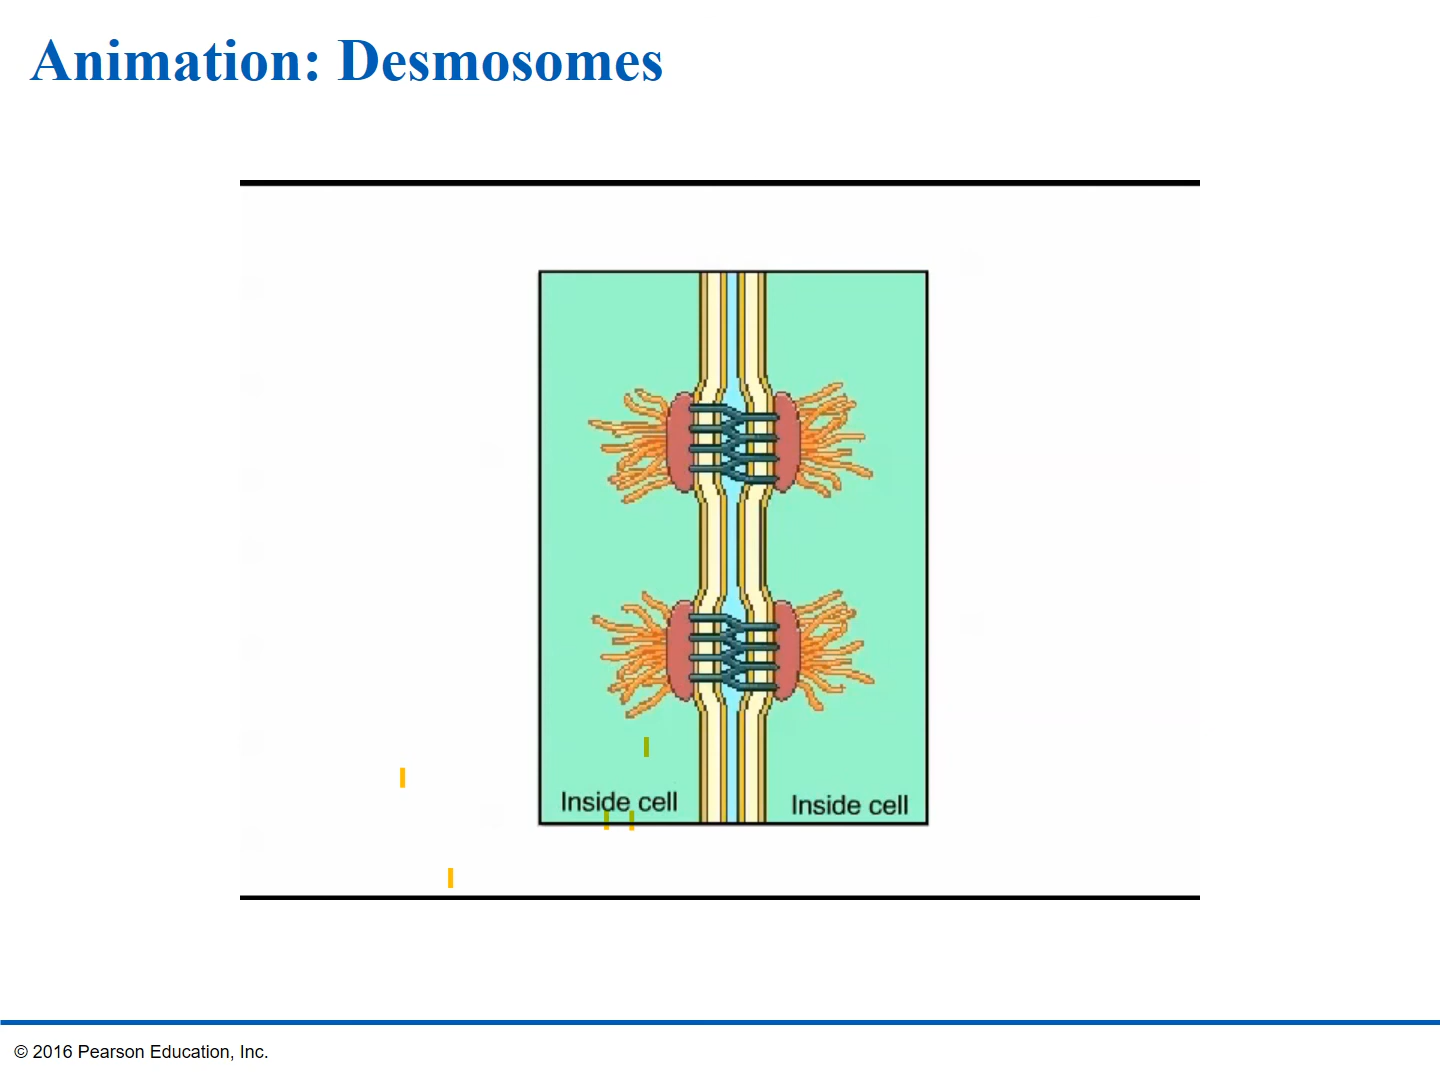 Animation: Desmosomes
Inside cell
Inside cell
© 2016 Pearson Education, Inc.